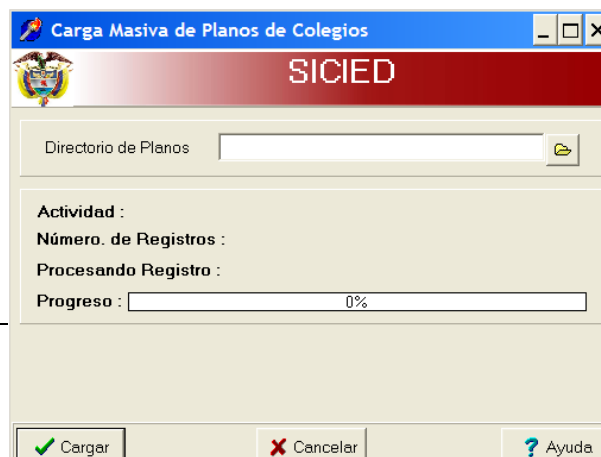 Carga Masiva de Planos de Colegios
SICIED
Directorio de Planos
Actividad :
Número. de Registros :
Procesando Registro :
Progreso : 0%
Cargar Cancelar ? Ayuda